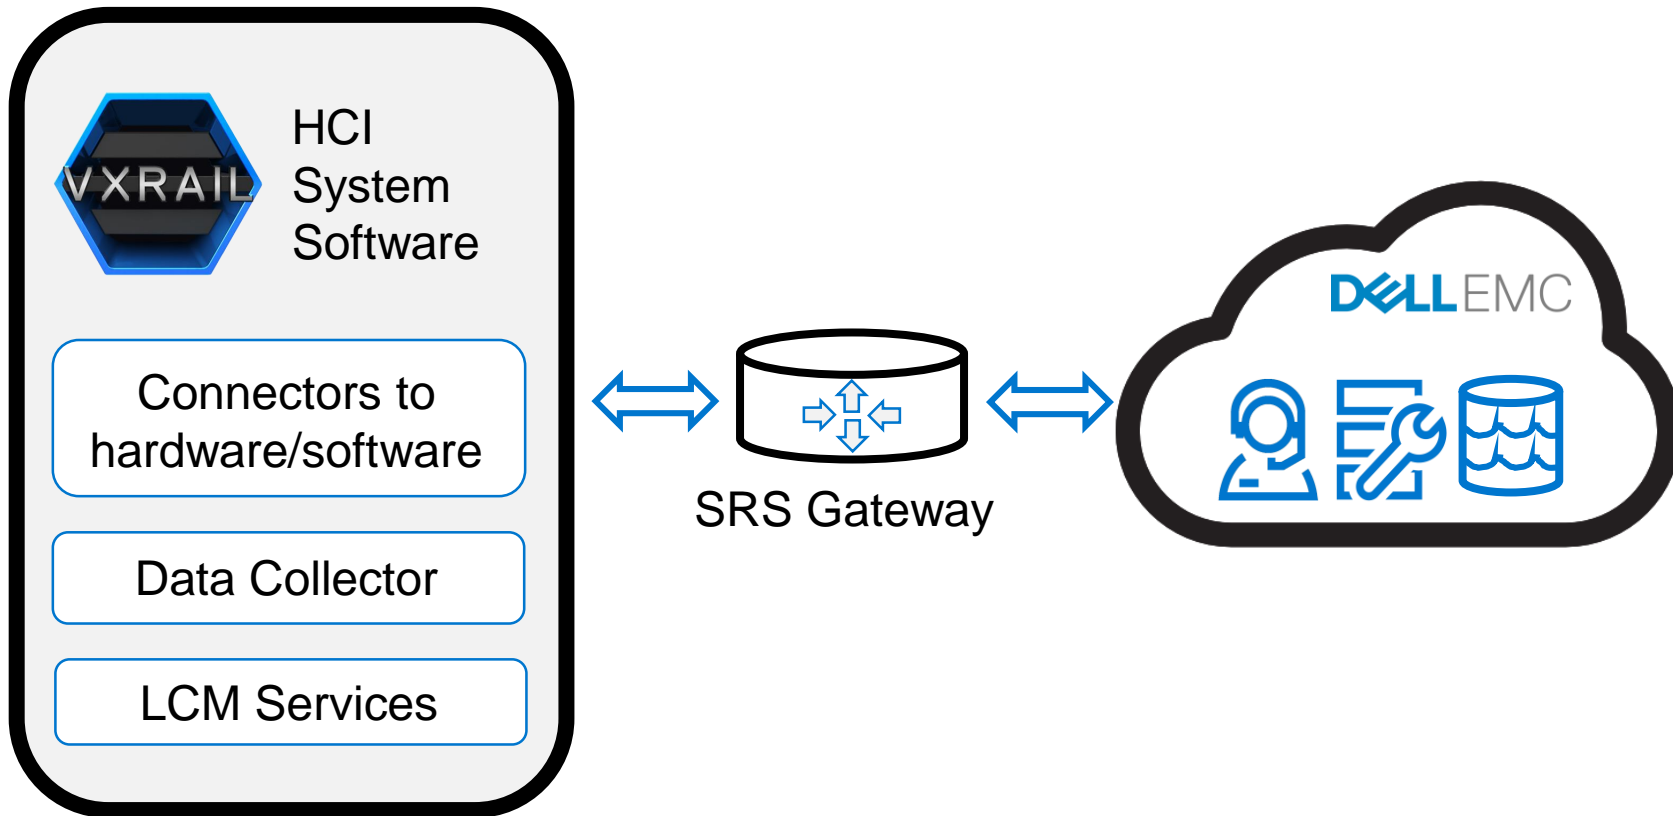 VXRAIL
HCI
System
Software
Connectors to
hardware/software
Data Collector
LCM Services
SRS Gateway
DELLEMC